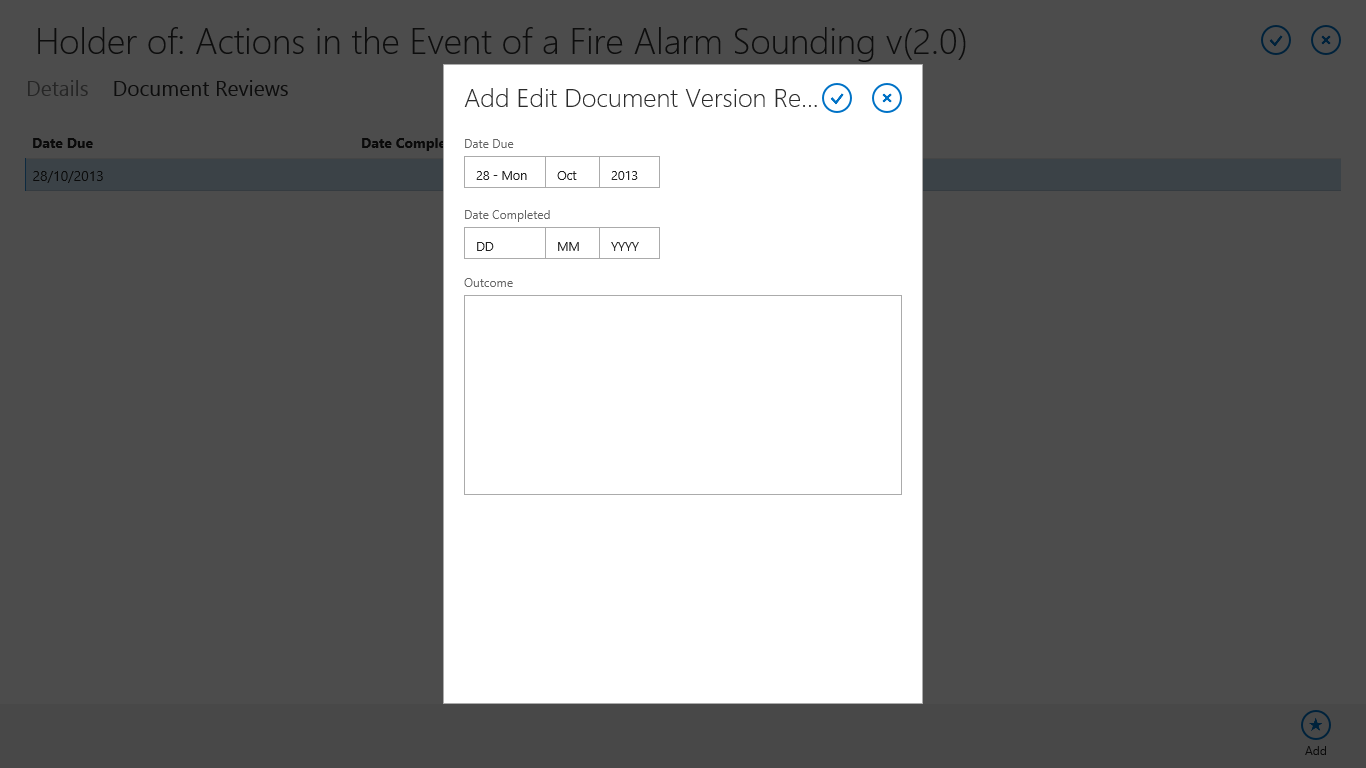 Holder of: Actions in the Event of a Fire Alarm Sounding v(2.0)
Details Document Reviews
Date Due Date Comple
28/10/2013
Add Edit Document Version Re...
Date Due
28 - Mon Oct 2013
Date Completed
DD MM YYYY
Outcome
Add